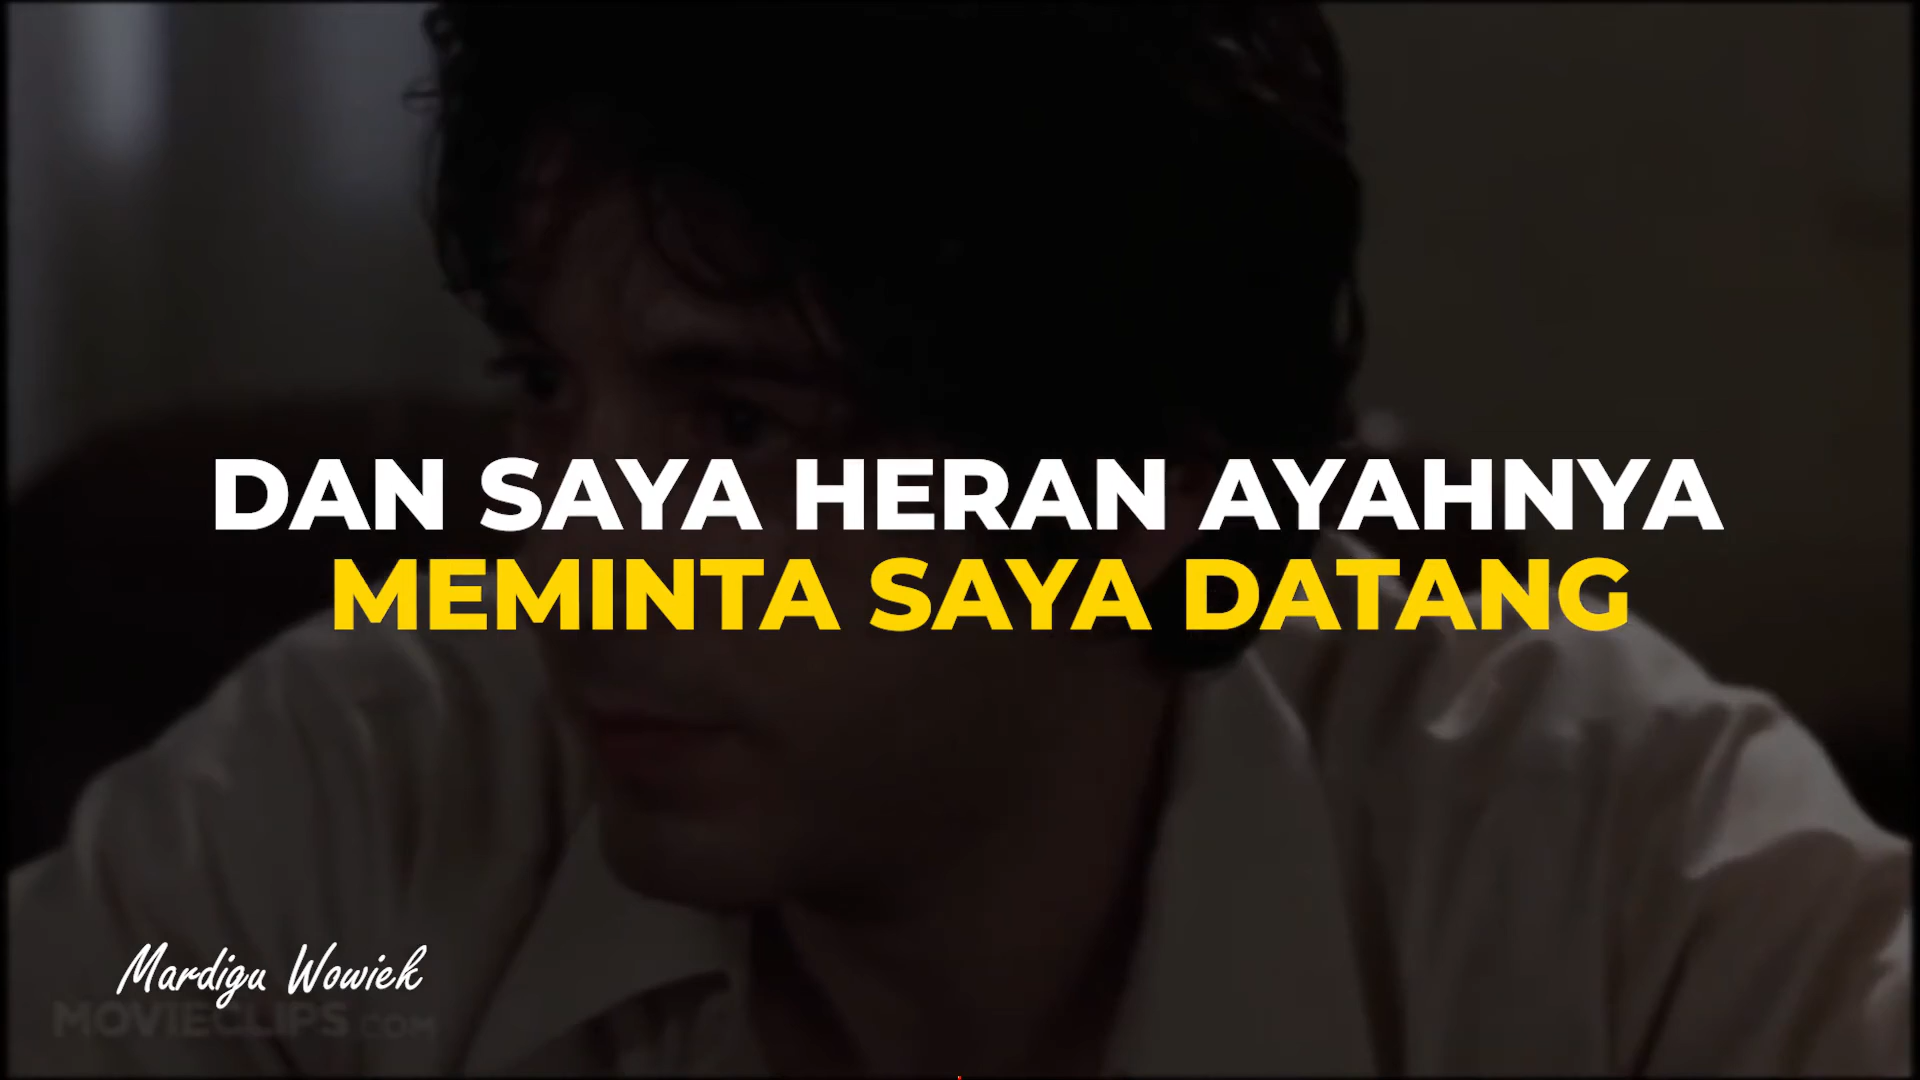 DAN SAYA HERAN AYAHNYA
MEMINTA SAYA DATANG
Mardigu Wowiek
MOVIECLIPS.COM